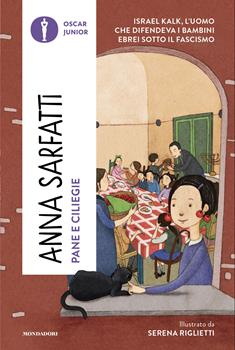 OSCAR
JUNIOR
ISRAEL KALK, L'UOMO
CHE DIFENDEVA I BAMBINI
EBREI SOTTO IL FASCISMO
ANNA SARFATTI
PANE E CILIEGIE
MONDADORI
Illustrato da
SERENA RIGLIETTI